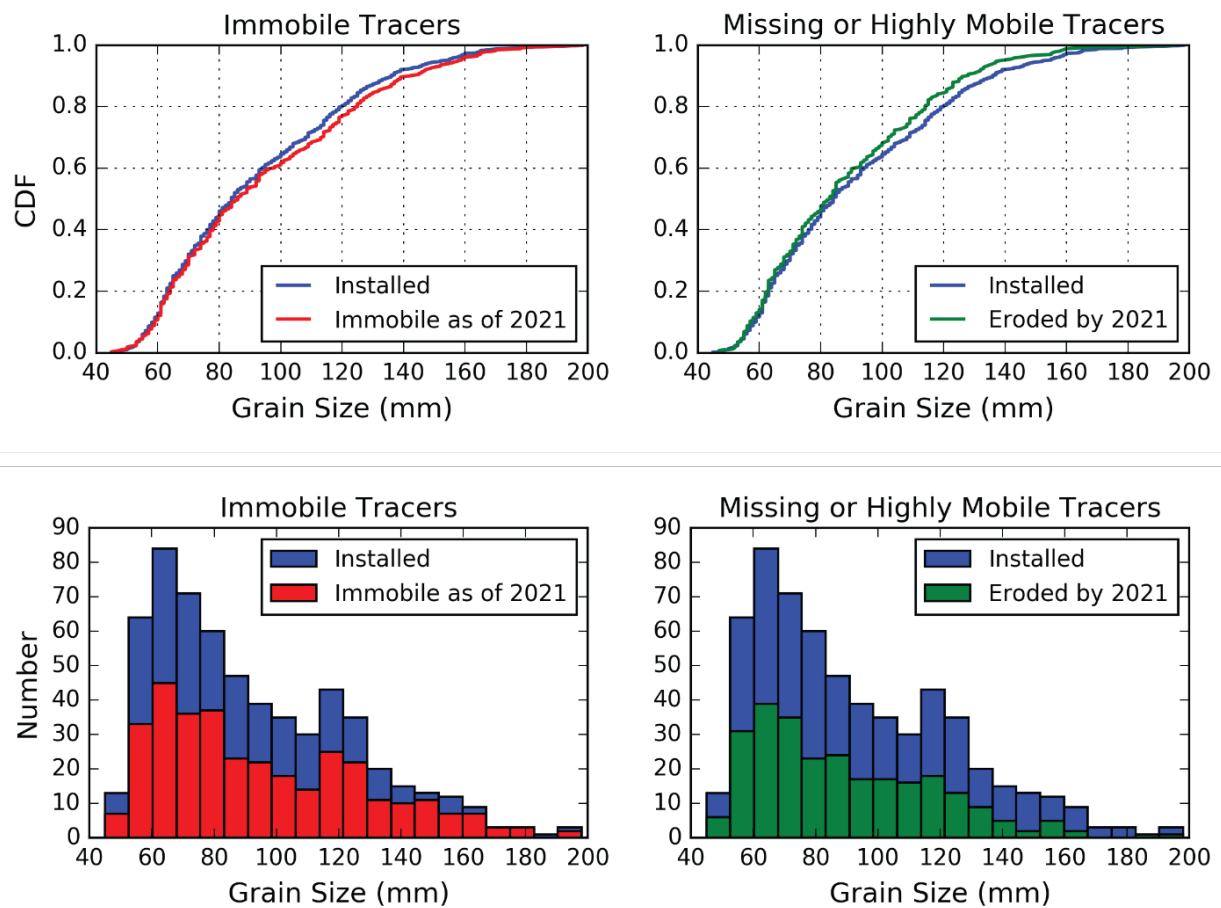 Immobile Tracers
1.0
0.8
0.6
0.4
0.2
0.0
CDF
Installed
Immobile as of 2021
40 60 80 100 120 140 160 180 200
Grain Size (mm)
Missing or Highly Mobile Tracers
1.0
0.8
0.6
0.4
0.2
0.0
Installed
Eroded by 2021
40 60 80 100 120 140 160 180 200
Grain Size (mm)
Immobile Tracers
90
80
70
60
50
40
30
20
10
0
Number
Installed
Immobile as of 2021
40 60 80 100 120 140 160 180 200
Grain Size (mm)
Missing or Highly Mobile Tracers
90
80
70
60
50
40
30
20
10
0
Installed
Eroded by 2021
40 60 80 100 120 140 160 180 200
Grain Size (mm)